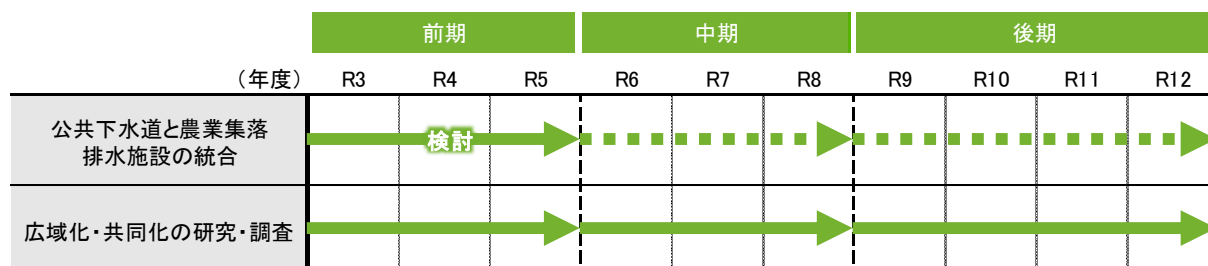 前期 中期 後期
(年度) R3 R4 R5 R6 R7 R8 R9 R10 R11 R12
公共下水道と農業集落
排水施設の統合
検討
広域化・共同化の研究・調査